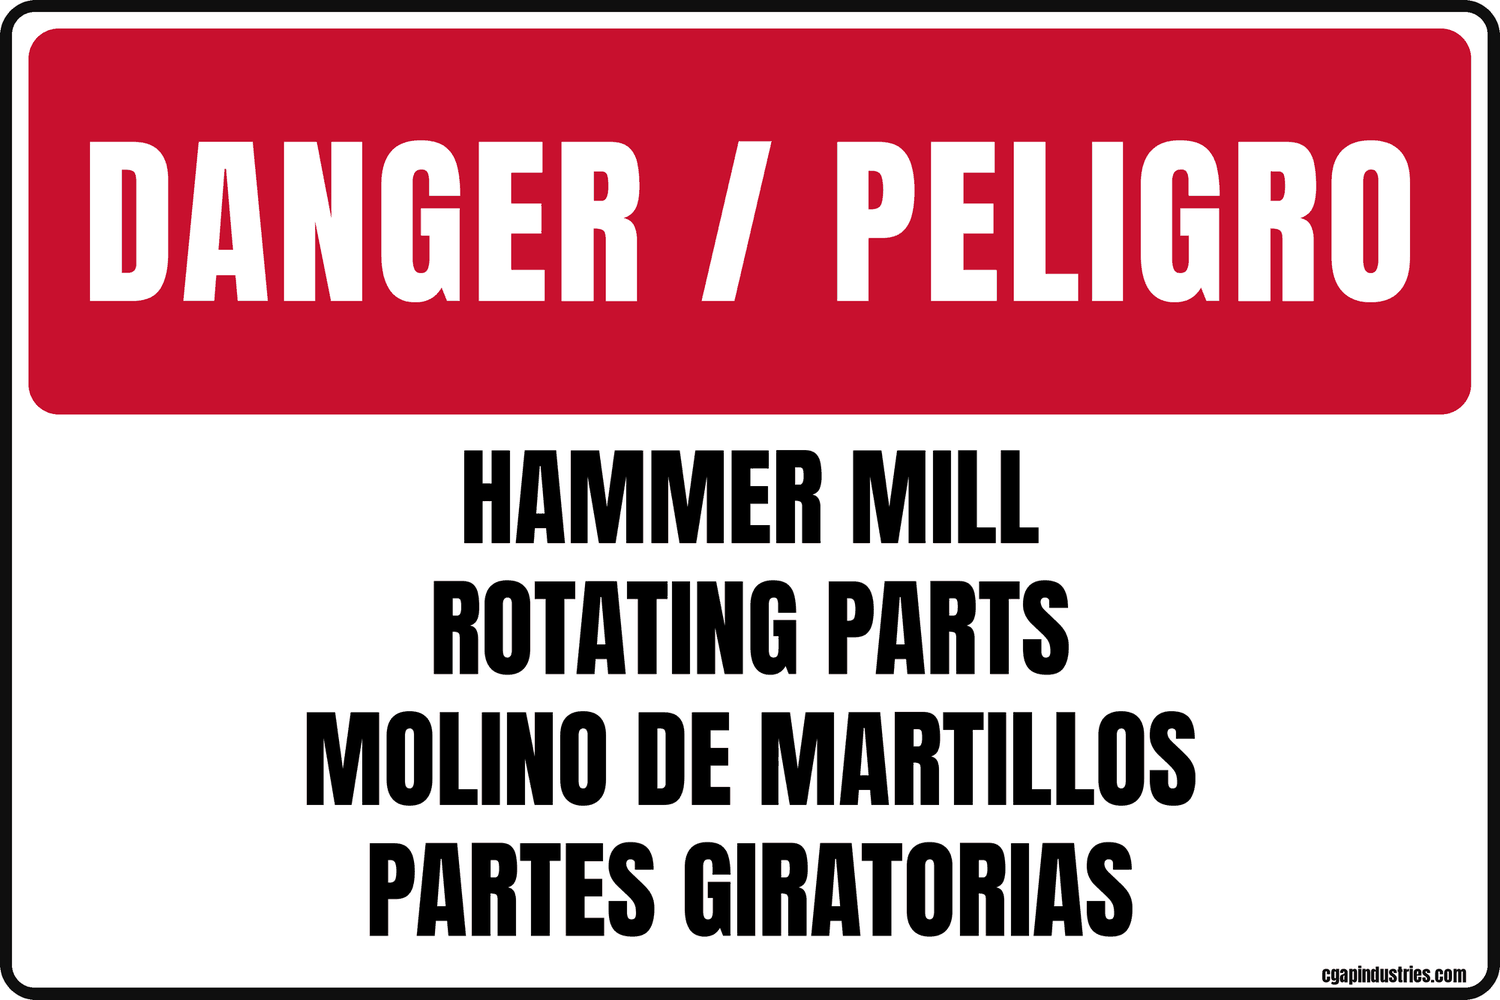 DANGER / PELIGRO
HAMMER MILL
ROTATING PARTS
MOLINO DE MARTILLOS
PARTES GIRATORIAS
cgapindustries.com